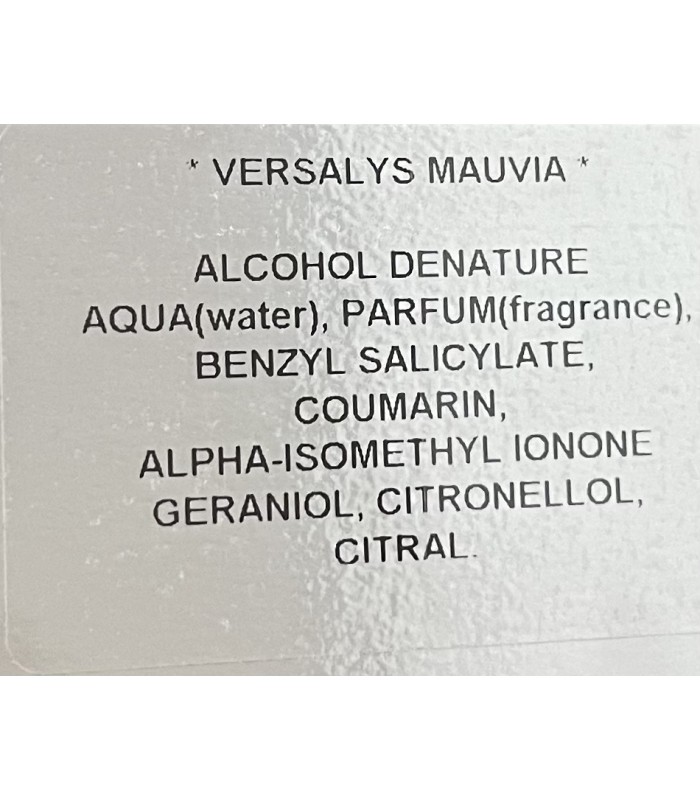 * VERSALYS MAUVIA *
ALCOHOL DENATURE
AQUA(water), PARFUM(fragrance),
BENZYL SALICYLATE,
COUMARIN,
ALPHA-ISOMETHYL IONONE
GERANIOL, CITRONELLOL,
CITRAL.